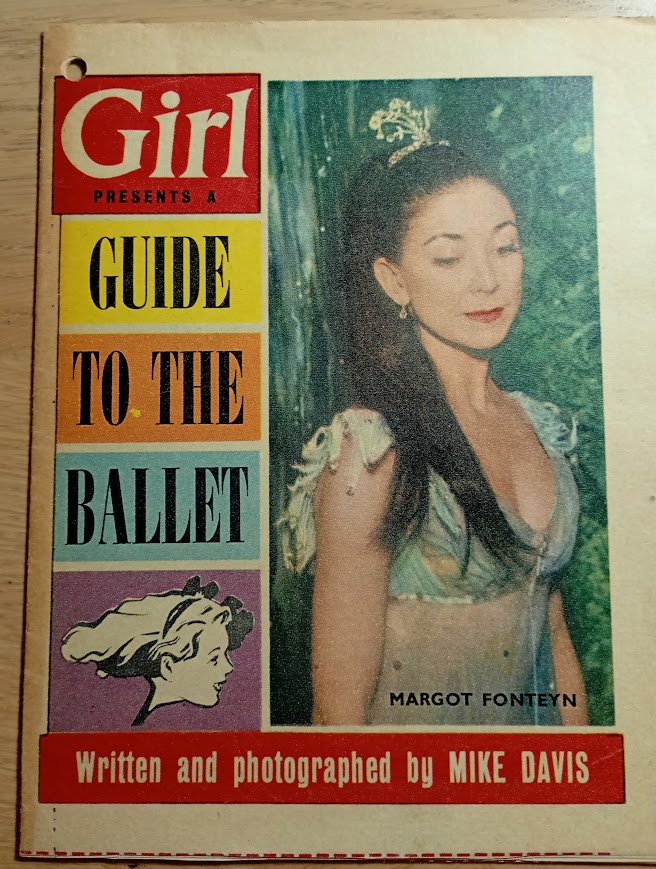 Girl
PRESENTS A
GUIDE
TO THE
BALLET
MARGOT FONTEYN
Written and photographed by MIKE DAVIS